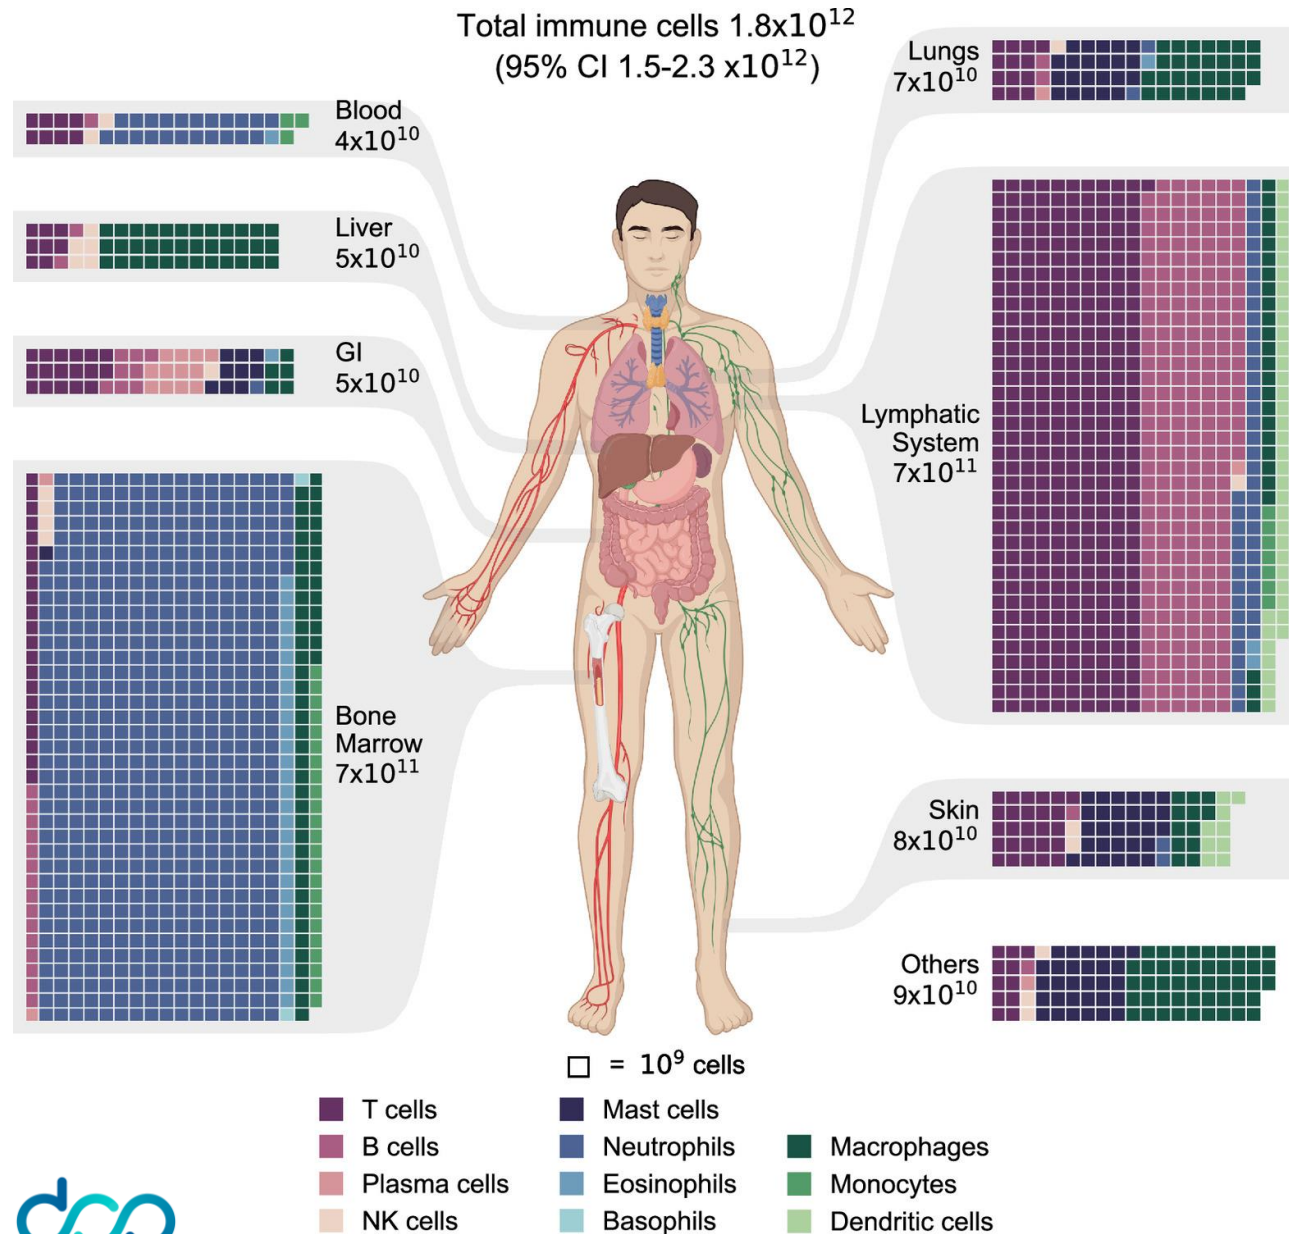 Total immune cells 1.8x10¹²
(95% CI 1.5-2.3 x10¹²)
Blood
4x10¹⁰
Liver
5x10¹⁰
GI
5x10¹⁰
Bone
Marrow
7x10¹¹
Lungs
7x10¹⁰
Lymphatic
System
7x10¹¹
Skin
8x10¹⁰
Others
9x10¹⁰
= 10⁹ cells
T cells
B cells
Plasma cells
NK cells
Mast cells
Neutrophils
Eosinophils
Basophils
Macrophages
Monocytes
Dendritic cells